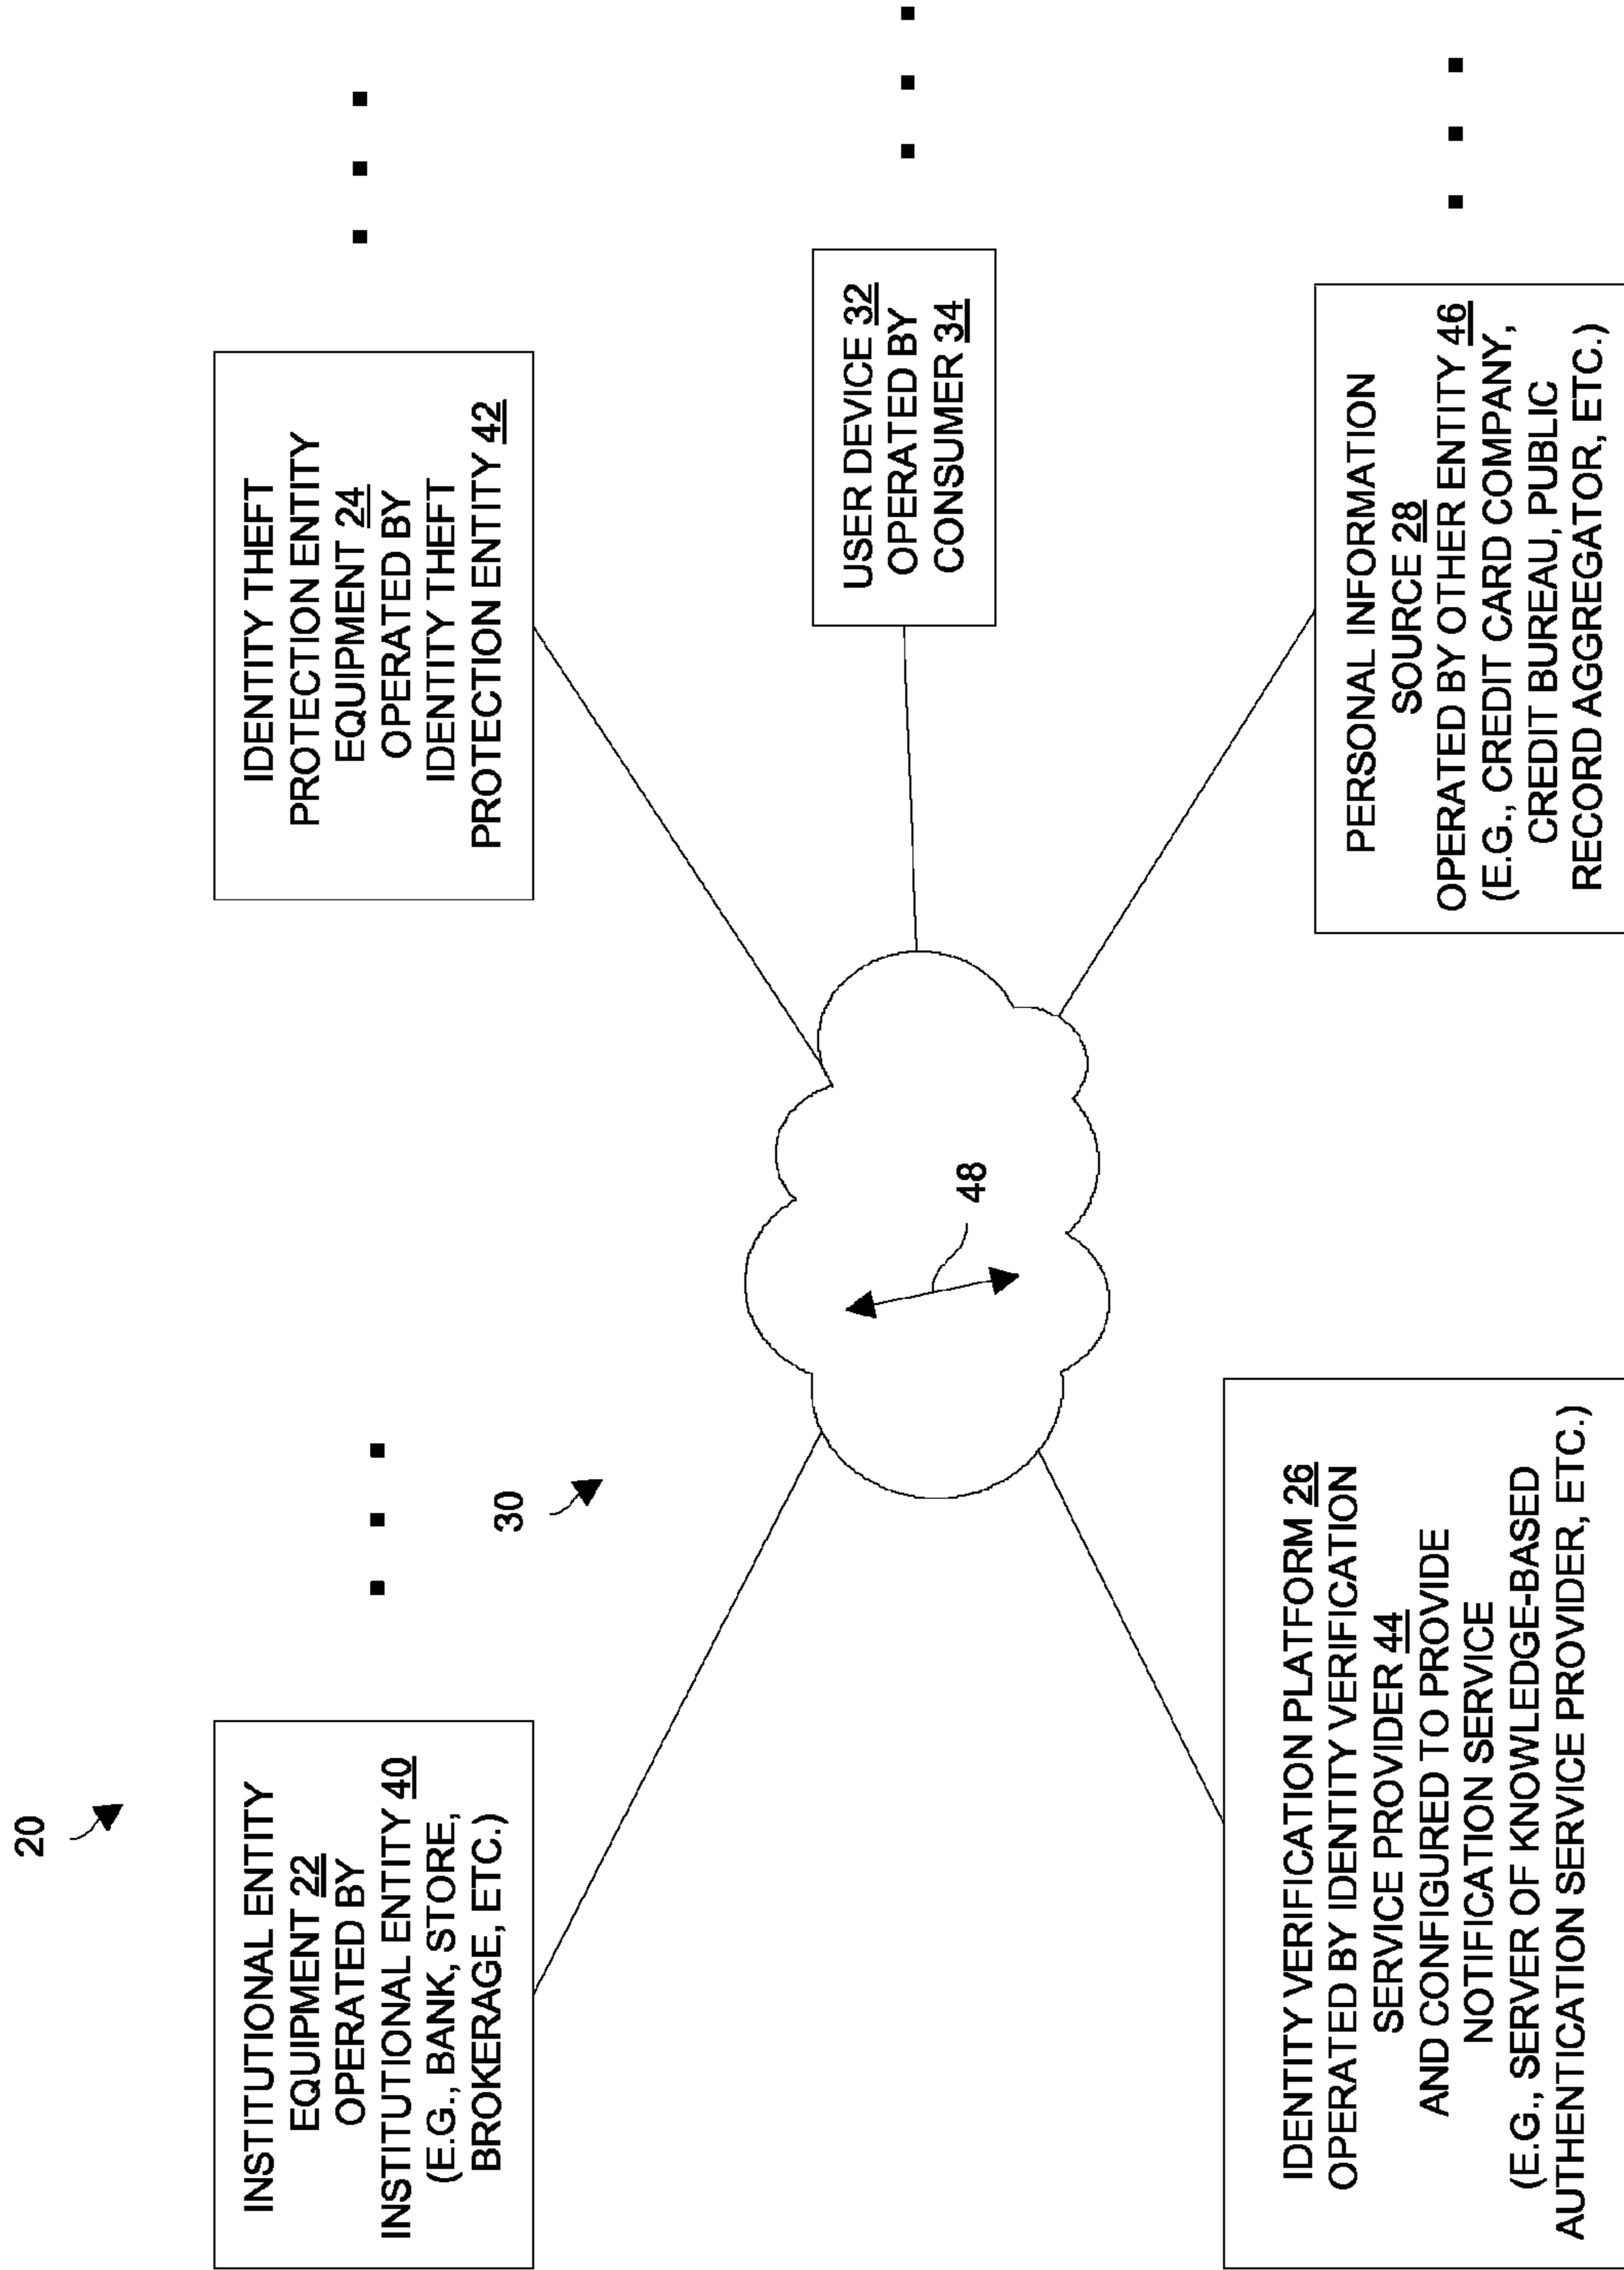 20
INSTITUTIONAL ENTITY
EQUIPMENT 22
OPERATED BY
INSTITUTIONAL ENTITY 40
(E.G., BANK, STORE,
BROKERAGE, ETC.)
IDENTITY THEFT
PROTECTION ENTITY
EQUIPMENT 24
OPERATED BY
IDENTITY THEFT
PROTECTION ENTITY 42
30
48
USER DEVICE 32
OPERATED BY
CONSUMER 34
IDENTITY VERIFICATION PLATFORM 26
OPERATED BY IDENTITY VERIFICATION
SERVICE PROVIDER 44
AND CONFIGURED TO PROVIDE
NOTIFICATION SERVICE
(E.G., SERVER OF KNOWLEDGE-BASED
AUTHENTICATION SERVICE PROVIDER, ETC.)
PERSONAL INFORMATION
SOURCE 28
OPERATED BY OTHER ENTITY 46
(E.G., CREDIT CARD COMPANY,
CREDIT BUREAU, PUBLIC
RECORD AGGREGATOR, ETC.)